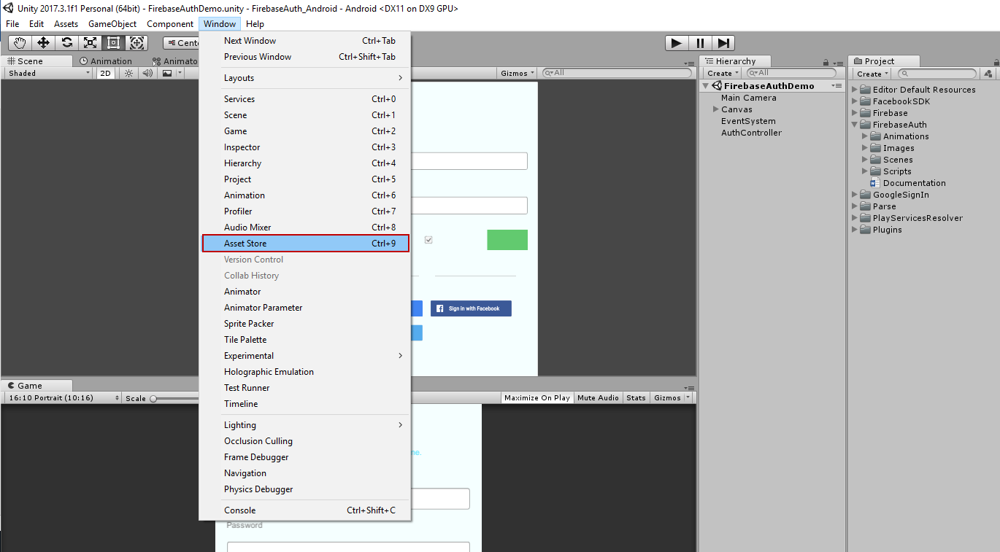 Unity 2017.3.1f1 Personal (64bit) - FirebaseAuthDemo.unity - FirebaseAuth_Android - Android <DX11 on DX9 GPU>
File Edit Assets GameObject Component Window Help
Cente
Scene Animation Animato
Shaded 2D Gizmos All
Next Window Ctrl+Tab
Previous Window Ctrl+Shift+Tab
Layouts
Services Ctrl+0
Scene Ctrl+1
Game Ctrl+2
Inspector Ctrl+3
Hierarchy Ctrl+4
Project Ctrl+5
Animation Ctrl+6
Profiler Ctrl+7
Audio Mixer Ctrl+8
Asset Store Ctrl+9
Version Control
Collab History
Animator
Animator Parameter
Sprite Packer
Tile Palette
Experimental
Holographic Emulation
Test Runner
Timeline
Lighting
Occlusion Culling
Frame Debugger
Navigation
Physics Debugger
Console Ctrl+Shift+C
Sign in with Facebook
Game
16:10 Portrait (10:16) Scale Maximize On Play Mute Audio Stats Gizmos
me.
Password
Hierarchy
Create All
FirebaseAuthDemo
Main Camera
Canvas
EventSystem
AuthController
Project
Create
Editor Default Resources
FacebookSDK
Firebase
FirebaseAuth
Animations
Images
Scenes
Scripts
Documentation
GoogleSignIn
Parse
PlayServicesResolver
Plugins